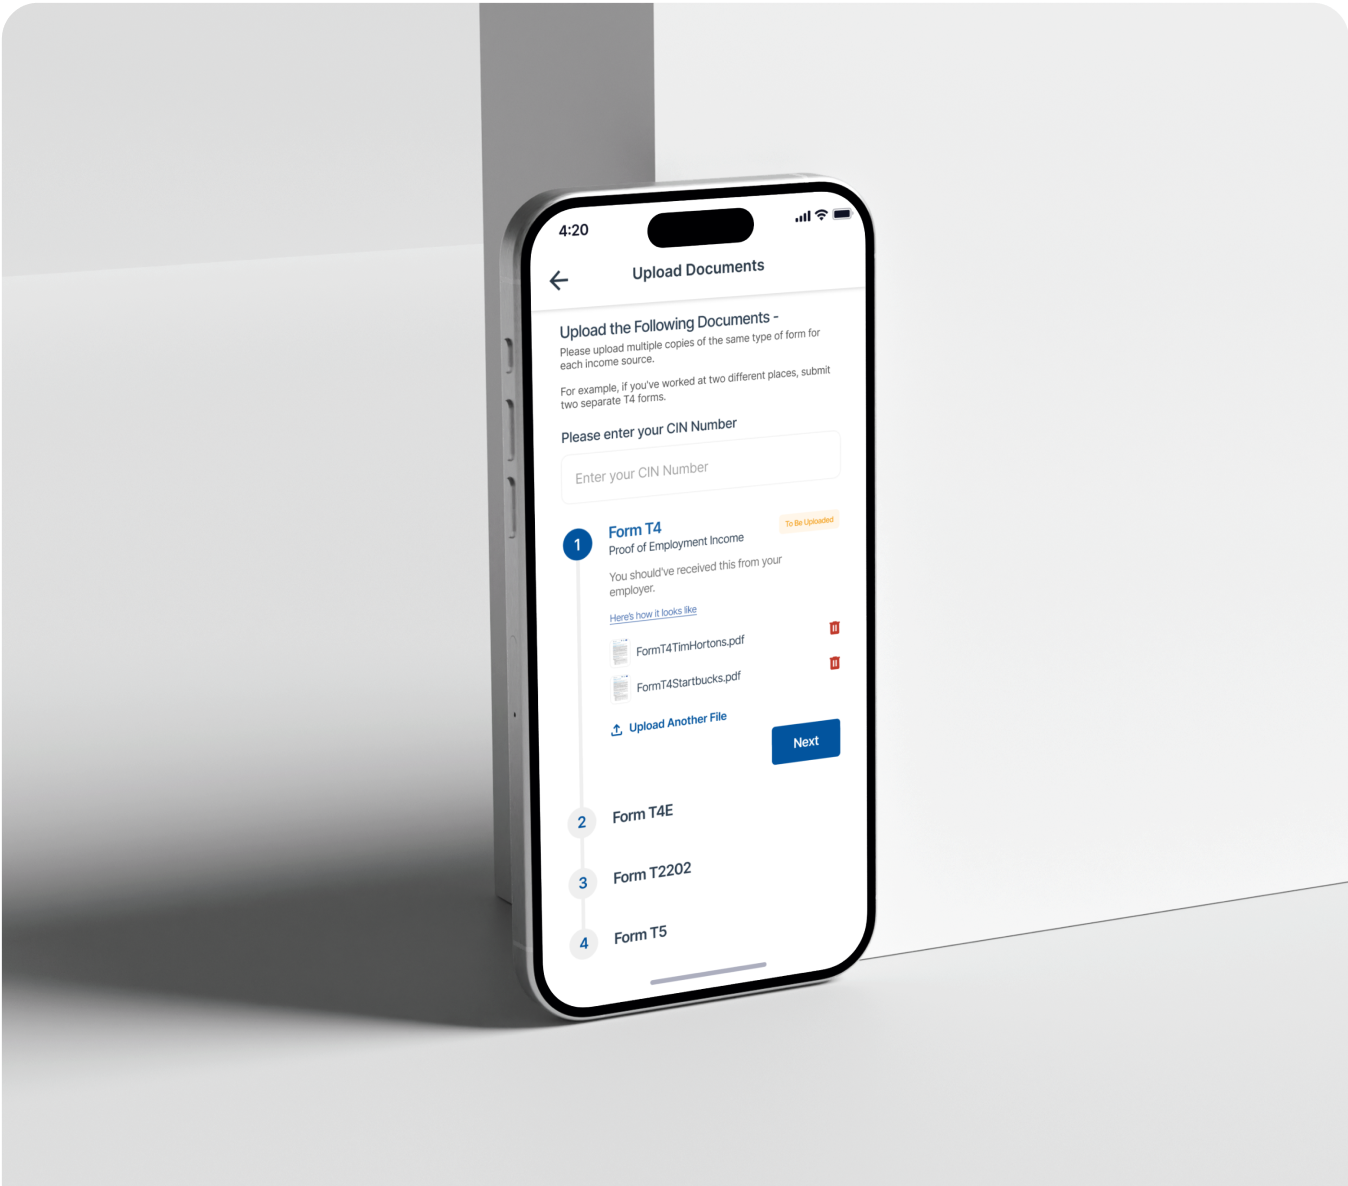 4:20
Upload Documents
Upload the Following Documents -
Please upload multiple copies of the same type of form for
each income source.
For example, if you've worked at two different places, submit
two separate T4 forms.
Please enter your CIN Number
Enter your CIN Number
1
Form T4
To Be Uploaded
Proof of Employment Income
You should've received this from your
employer.
Here's how it looks like
FormT4TimHortons.pdf
FormT4Startbucks.pdf
Upload Another File
Next
2
Form T4E
3
Form T2202
4
Form T5